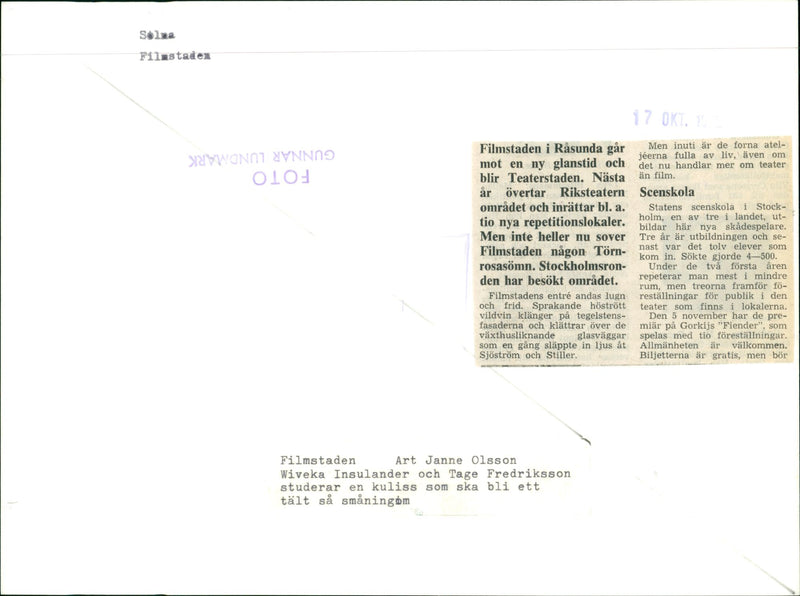 Solna
Filmstaden
17 OKT.
FOTO
GUNNAR LUNDMARK
Filmstaden i Råsunda går
mot en ny glanstid och
blir Teaterstaden. Nästa
år övertar Riksteatern
området och inrättar bl. a.
tio nya repetitionslokaler.
Men inte heller nu sover
Filmstaden någon Törn-
rosasömn. Stockholmsron-
den har besökt området.
Filmstadens entré andas lugn
och frid. Sprakande höstrött
vildvin klänger på tegelstens-
fasaderna och klättrar över de
växthusliknande glasväggar
som en gång släppte in ljus åt
Sjöström och Stiller.
Men inuti är de forna atel-
jéerna fulla av liv, även om
det nu handlar mer om teater
än film.
Scenskola
Statens scenskola i Stock-
holm, en av tre i landet, ut-
bildar här nya skådespelare.
Tre år är utbildningen och se-
nast var det tolv elever som
kom in. Sökte gjorde 4—500.
Under de två första åren
repeterar man mest i mindre
rum, men treorna framför fö-
reställningar för publik i den
teater som finns i lokalerna.
Den 5 november har de pre-
miär på Gorkijs "Fiender", som
spelas med tio föreställningar.
Allmänheten är välkommen.
Biljetterna är gratis, men bör
Filmstaden Art Janne Olsson
Wiveka Insulander och Tage Fredriksson
studerar en kuliss som ska bli ett
tält så småningom